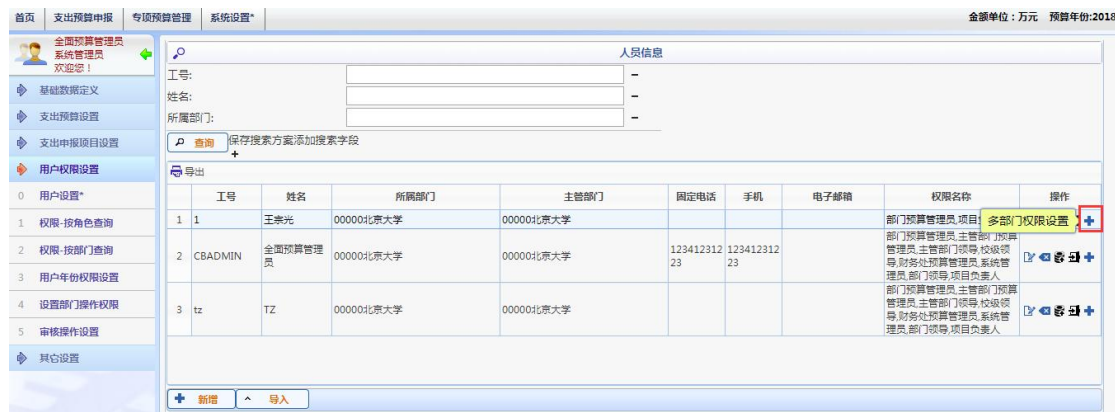 首页 支出预算申报 专项预算管理 系统设置* 金额单位：万元 预算年份:2018
全面预算管理员
系统管理员
欢迎您！
基础数据定义
支出预算设置
支出申报项目设置
用户权限设置
0 用户设置*
1 权限-按角色查询
2 权限-按部门查询
3 用户年份权限设置
4 设置部门操作权限
5 审核操作设置
其它设置
人员信息
工号:
姓名:
所属部门:
查询 保存搜索方案添加搜索字段
导出
工号 姓名 所属部门 主管部门 固定电话 手机 电子邮箱 权限名称 操作
1 1 王宗光 00000北京大学 00000北京大学 部门预算管理员,项目
多部门权限设置
2 CBADMIN 全面预算管理员 00000北京大学 00000北京大学 12341231223 12341231223 部门预算管理员,主管部门预算
管理员,主管部门领导,校级领
导,财务处预算管理员,系统管
理员,部门领导,项目负责人
3 tz TZ 00000北京大学 00000北京大学 部门预算管理员,主管部门预算
管理员,主管部门领导,校级领
导,财务处预算管理员,系统管
理员,部门领导,项目负责人
新增 导入